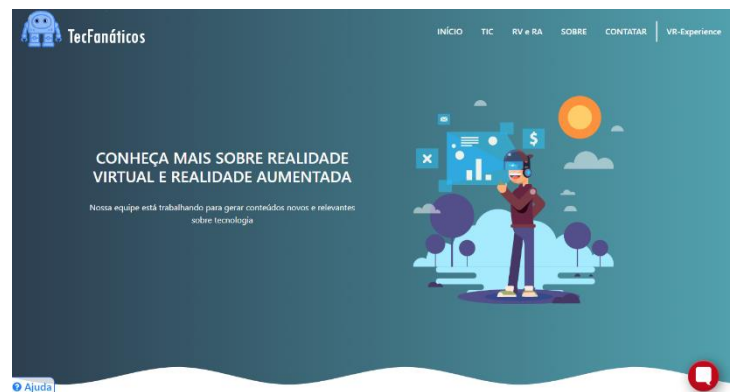 TecFanáticos
INÍCIO TIC RV e RA SOBRE CONTATAR VR-Experience
$
CONHEÇA MAIS SOBRE REALIDADE
VIRTUAL E REALIDADE AUMENTADA
Nossa equipe está trabalhando para gerar conteúdos novos e relevantes
sobre tecnologia
? Ajuda